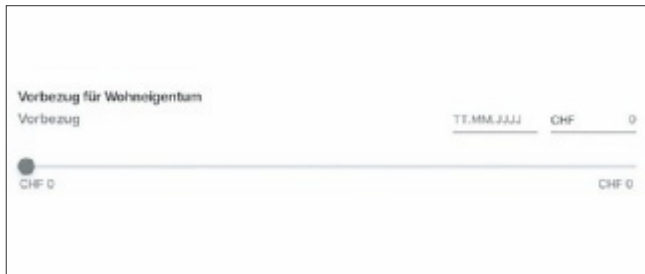 Vorbezug für Wohneigentum
Vorbezug TT.MM.JJJJ CHF 0
CHF 0 CHF 0